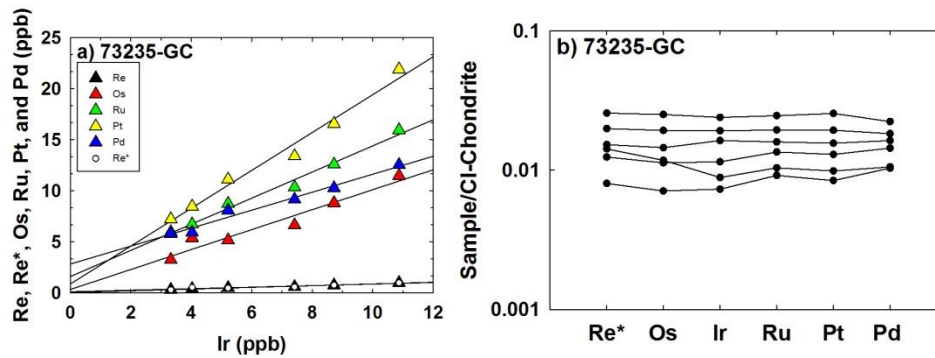 a) 73235-GC
Re
Os
Ru
Pt
Pd
Re*
Re, Re*, Os, Ru, Pt, and Pd (ppb)
25
20
15
10
5
0
0 2 4 6 8 10 12
Ir (ppb)
b) 73235-GC
Sample/CI-Chondrite
0.1
0.01
0.001
Re* Os Ir Ru Pt Pd